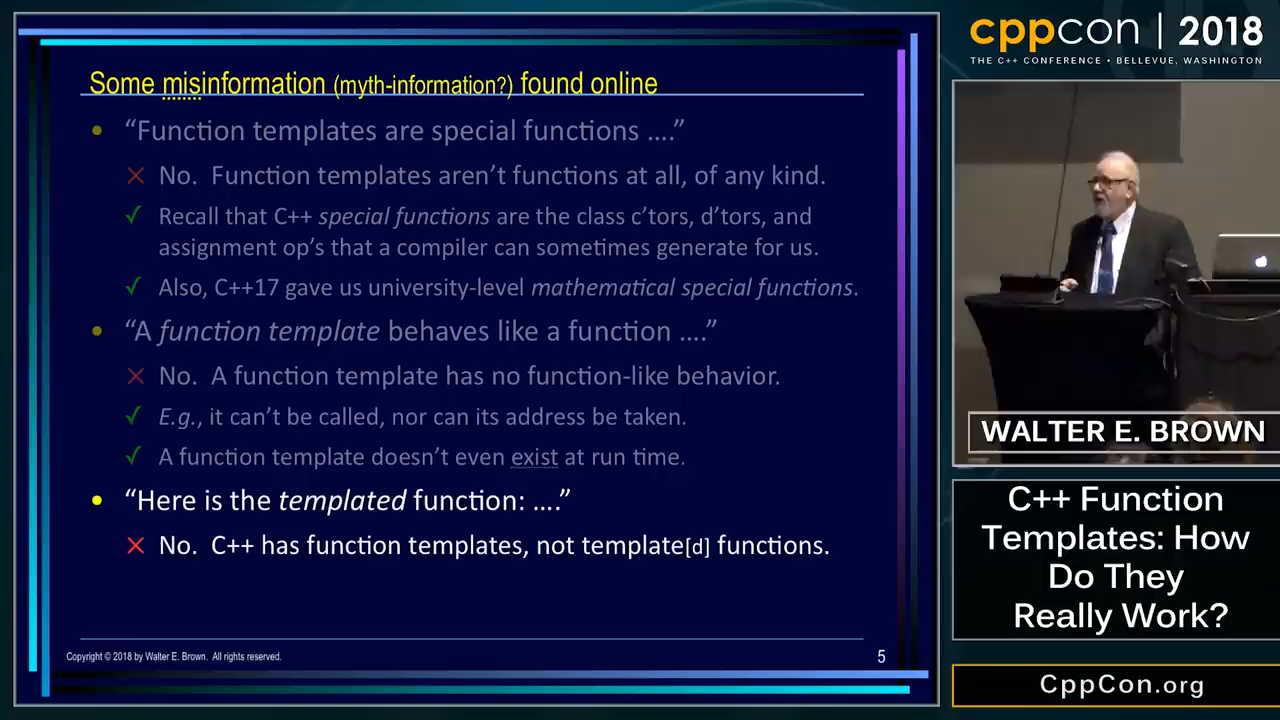 Some misinformation (myth-information?) found online
• “Function templates are special functions ….”
✕ No. Function templates aren’t functions at all, of any kind.
✓ Recall that C++ special functions are the class c’tors, d’tors, and
assignment op’s that a compiler can sometimes generate for us.
✓ Also, C++17 gave us university-level mathematical special functions.
• “A function template behaves like a function ….”
✕ No. A function template has no function-like behavior.
✓ E.g., it can’t be called, nor can its address be taken.
✓ A function template doesn’t even exist at run time.
• “Here is the templated function: ….”
✕ No. C++ has function templates, not template[d] functions.
Copyright © 2018 by Walter E. Brown. All rights reserved.
5
cppcon | 2018
THE C++ CONFERENCE • BELLEVUE, WASHINGTON
WALTER E. BROWN
C++ Function
Templates: How
Do They
Really Work?
CppCon.org